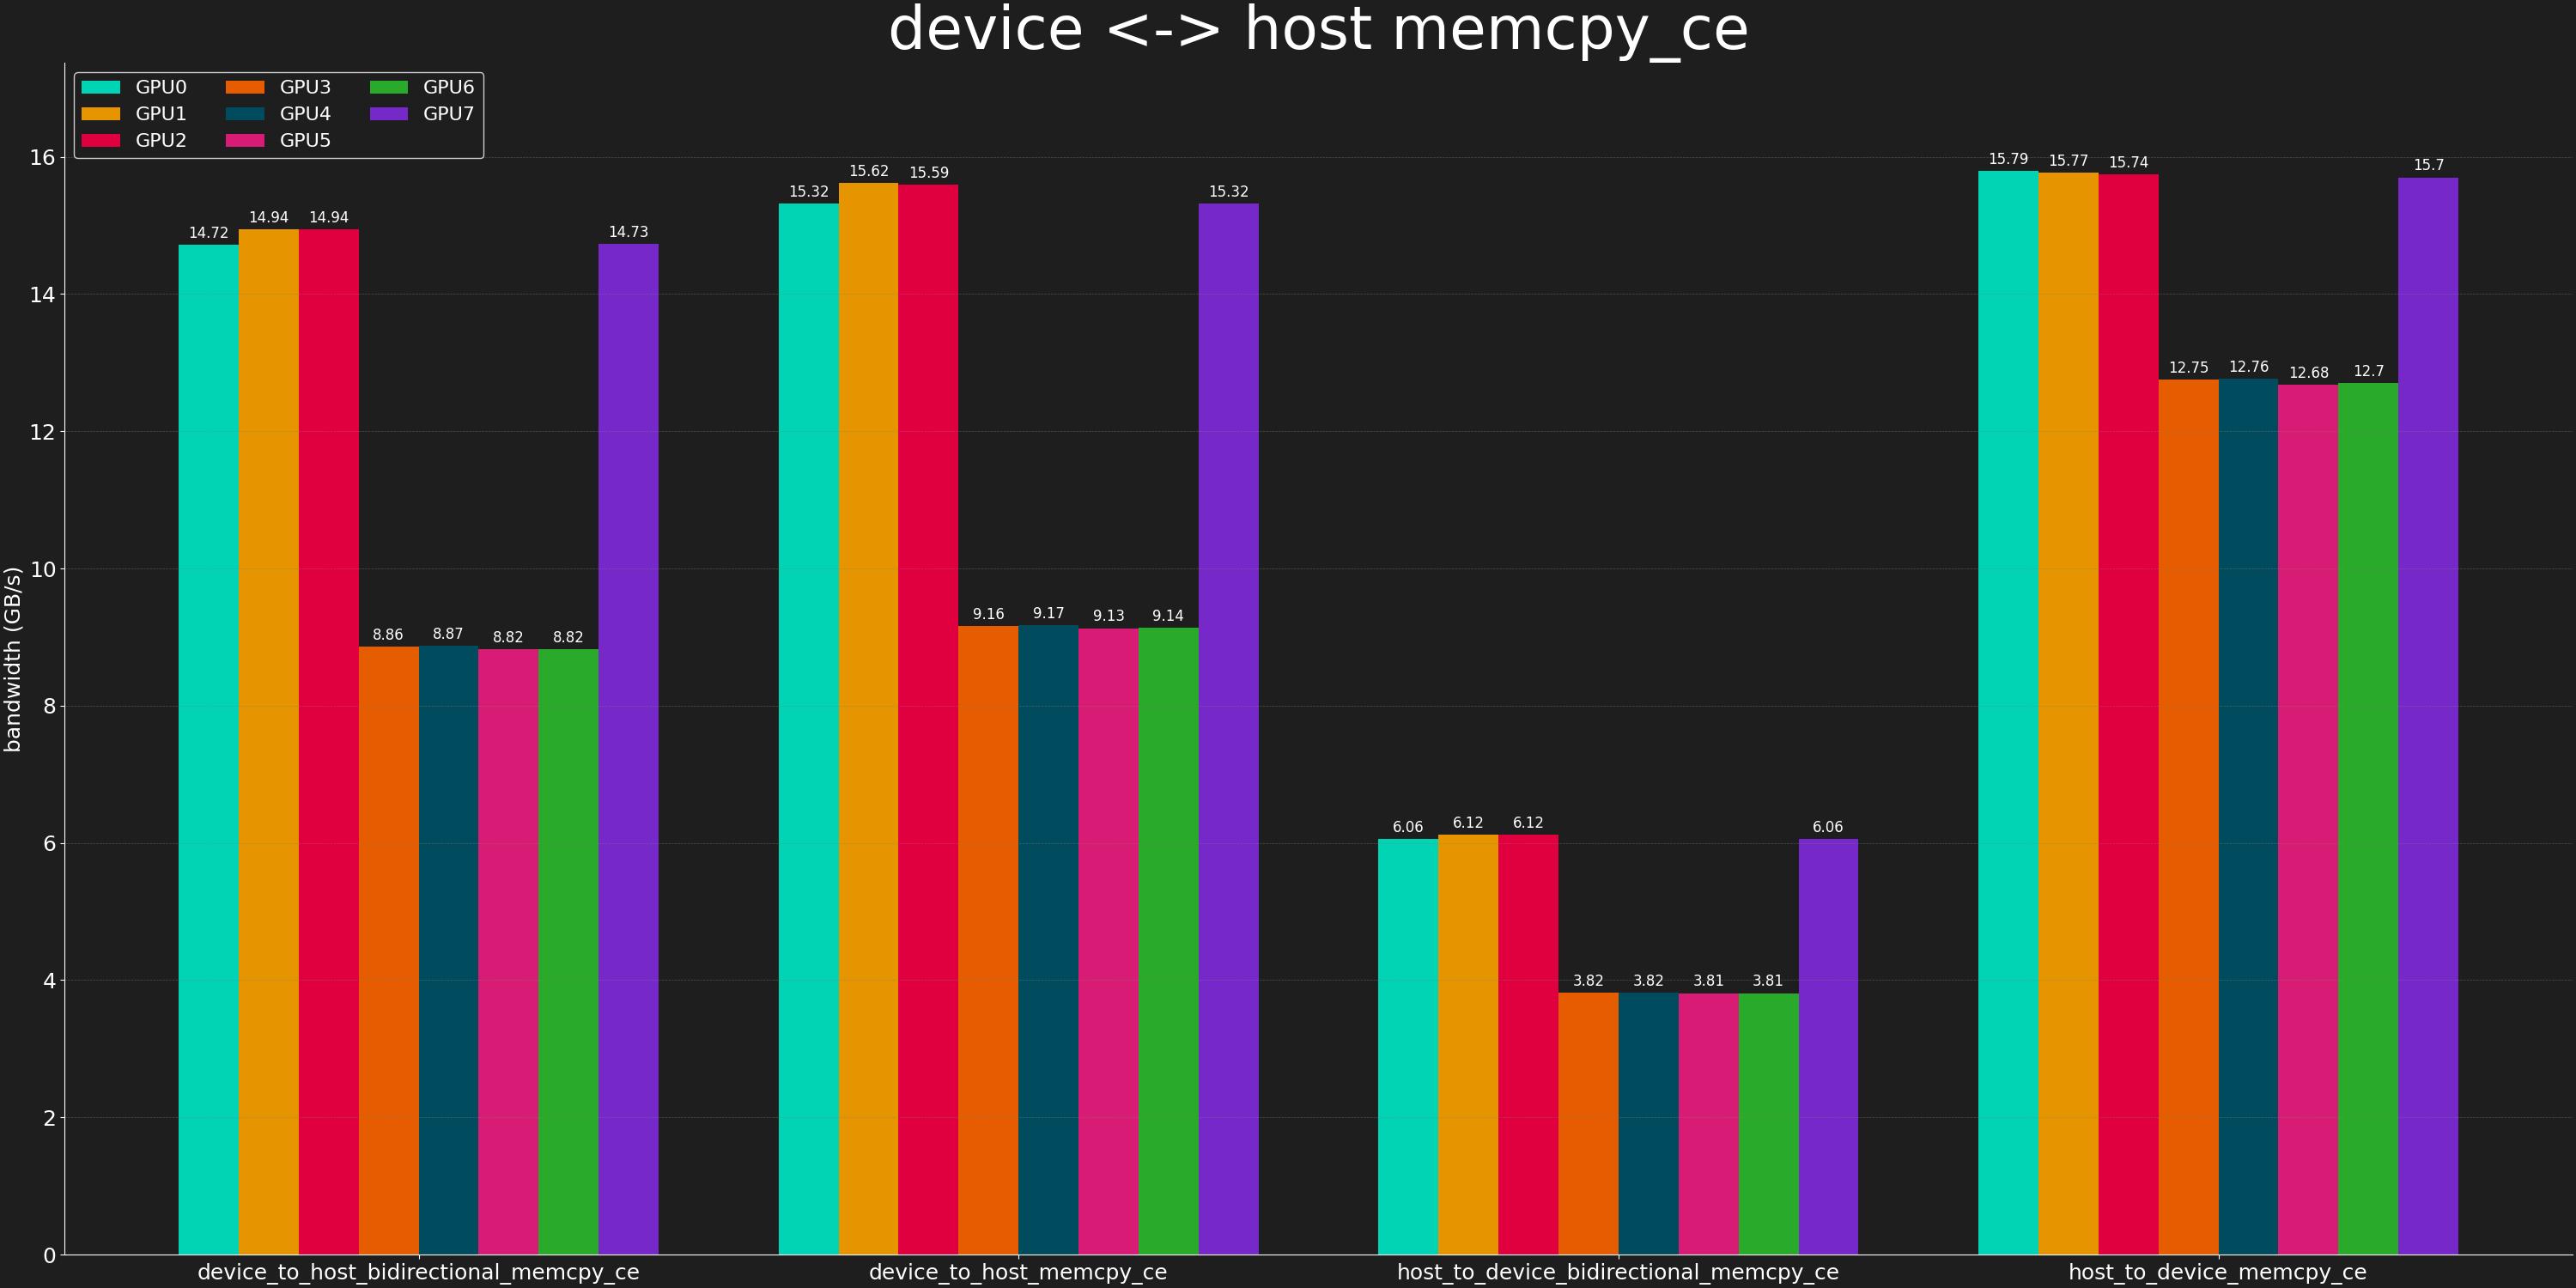 device <-> host memcpy_ce
GPU0 GPU3 GPU6
GPU1 GPU4 GPU7
GPU2 GPU5
bandwidth (GB/s)
16
14
12
10
8
6
4
2
0
14.72 14.94 14.94 8.86 8.87 8.82 8.82 14.73
15.32 15.62 15.59 9.16 9.17 9.13 9.14 15.32
6.06 6.12 6.12 3.82 3.82 3.81 3.81 6.06
15.79 15.77 15.74 12.75 12.76 12.68 12.7 15.7
device_to_host_bidirectional_memcpy_ce device_to_host_memcpy_ce host_to_device_bidirectional_memcpy_ce host_to_device_memcpy_ce